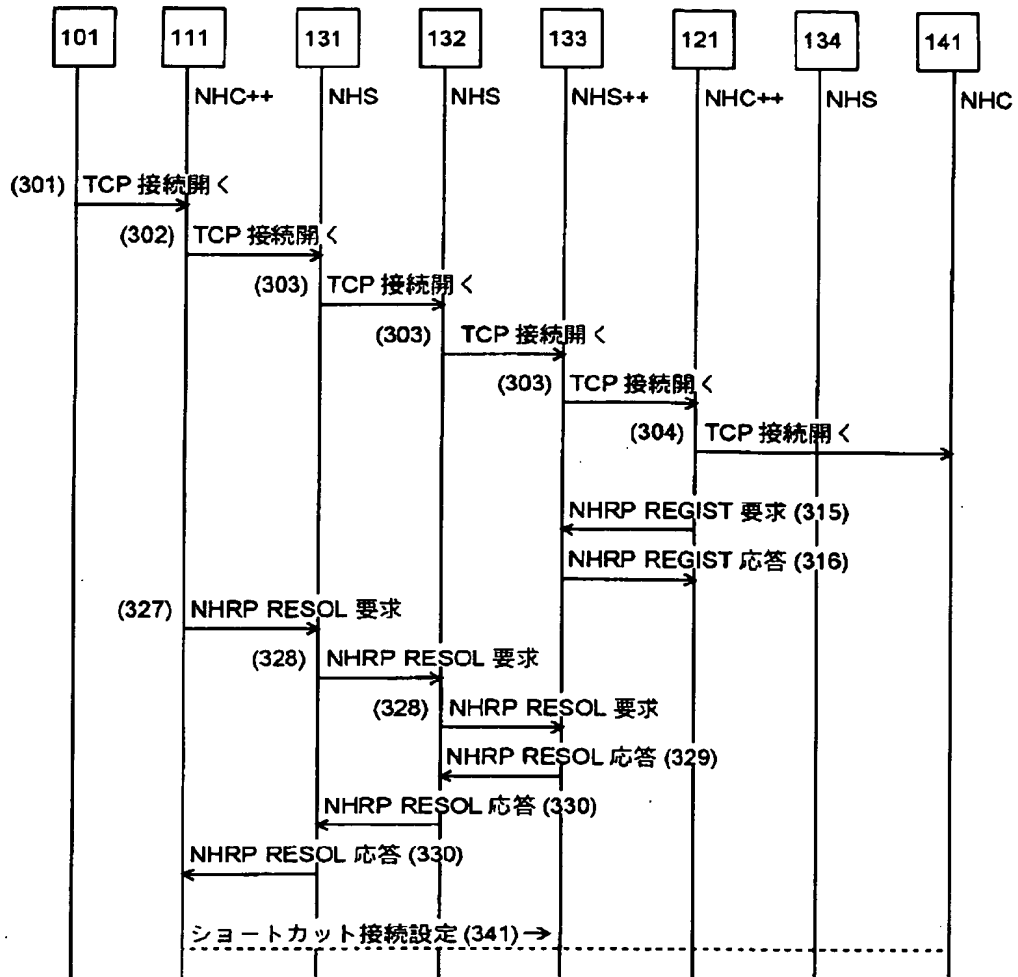 101 111 131 132 133 121 134 141
NHC++ NHS NHS NHS++ NHC++ NHS NHC
(301) TCP 接続開く
(302) TCP 接続開く
(303) TCP 接続開く
(303) TCP 接続開く
(303) TCP 接続開く
(304) TCP 接続開く
NHRP REGIST 要求 (315)
NHRP REGIST 応答 (316)
(327) NHRP RESOL 要求
(328) NHRP RESOL 要求
(328) NHRP RESOL 要求
NHRP RESOL 応答 (329)
NHRP RESOL 応答 (330)
NHRP RESOL 応答 (330)
ショートカット接続設定 (341) →